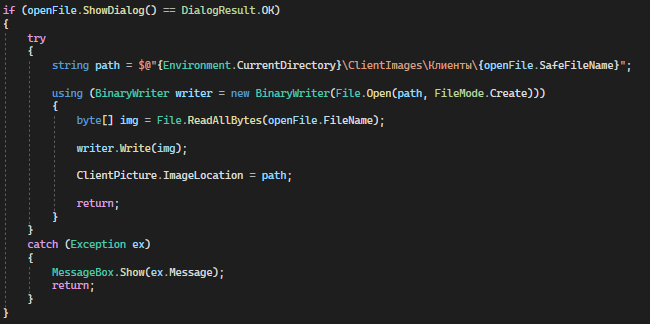 if (openFile.ShowDialog() == DialogResult.OK)
{
try
{
string path = $@"{Environment.CurrentDirectory}\ClientImages\Клиенты\{openFile.SafeFileName}";
using (BinaryWriter writer = new BinaryWriter(File.Open(path, FileMode.Create)))
{
byte[] img = File.ReadAllBytes(openFile.FileName);
writer.Write(img);
ClientPicture.ImageLocation = path;
return;
}
}
catch (Exception ex)
{
MessageBox.Show(ex.Message);
return;
}
}